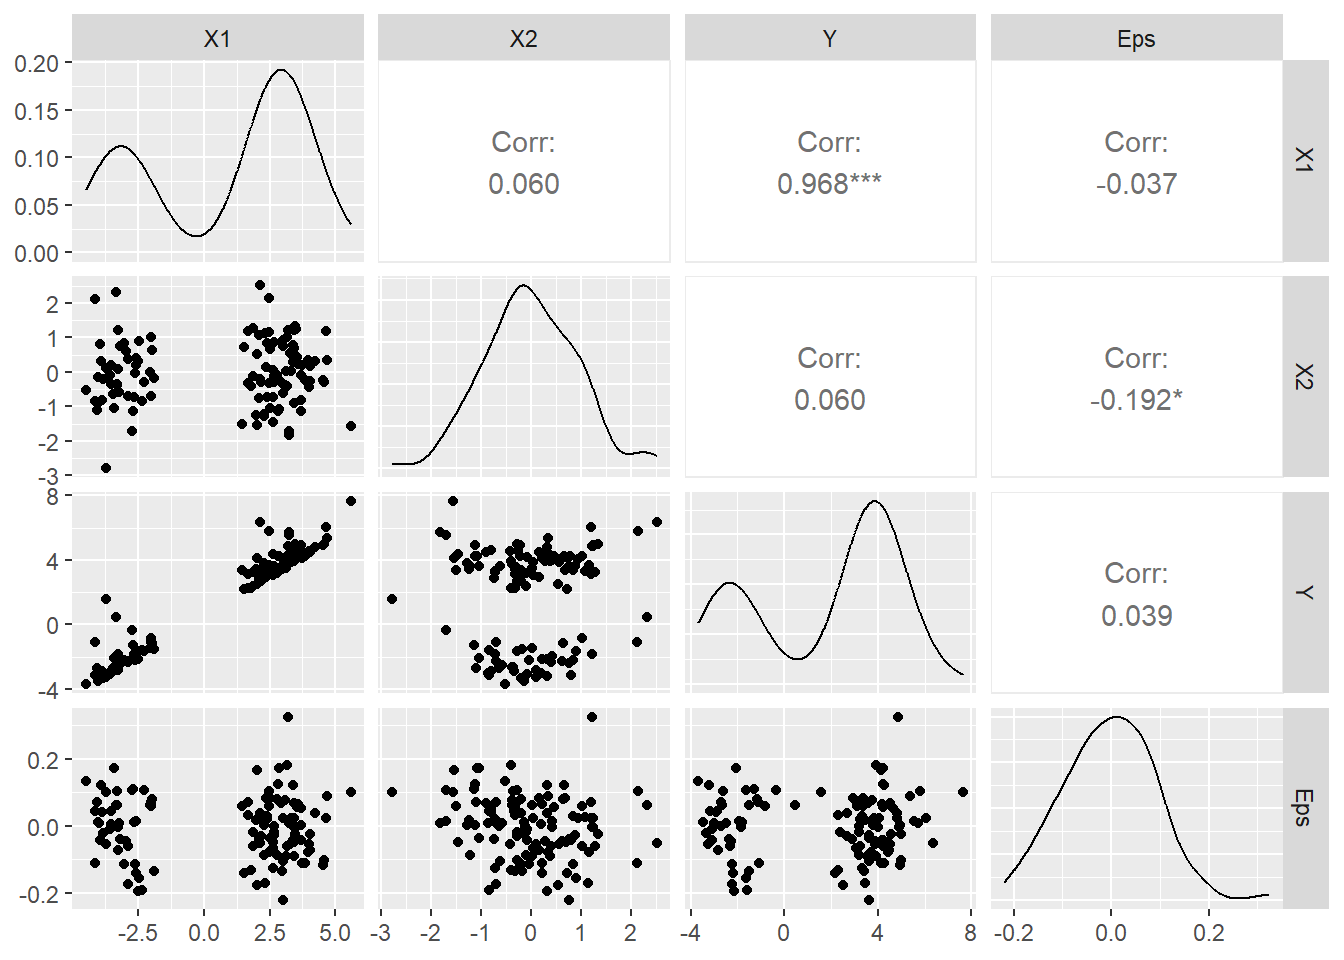 X1 X2 Y Eps
0.20
0.15
0.10
0.05
0.00
Corr:
0.060
Corr:
0.968***
Corr:
-0.037
X1
2
1
0
-1
-2
-3
Corr:
0.060
Corr:
-0.192*
X2
8
4
0
-4
Corr:
0.039
Y
0.2
0.0
-0.2
Eps
-2.5 0.0 2.5 5.0 -3 -2 -1 0 1 2 -4 0 4 8 -0.2 0.0 0.2